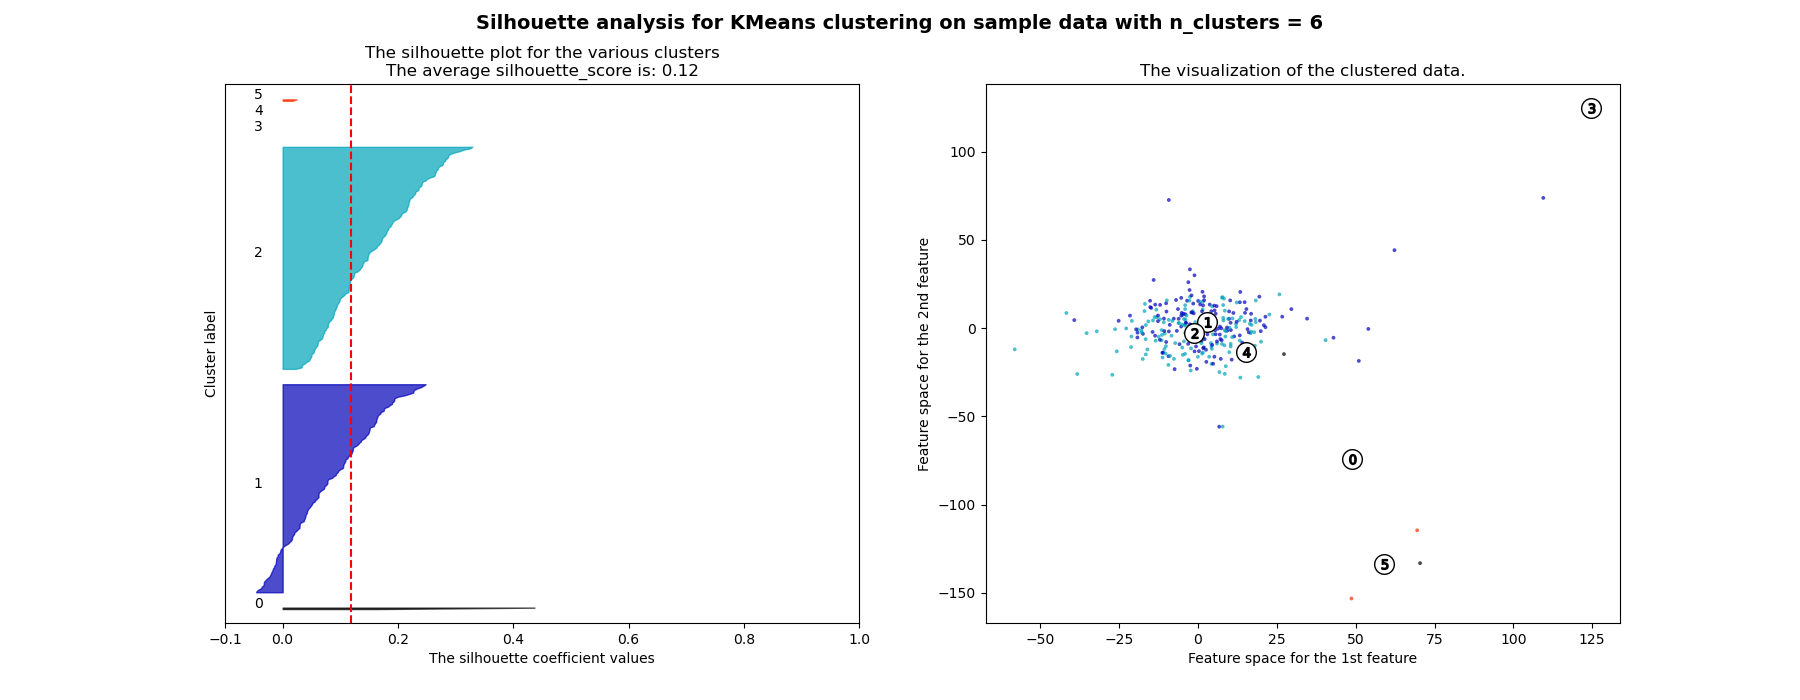 Silhouette analysis for KMeans clustering on sample data with n_clusters = 6
The silhouette plot for the various clusters
The average silhouette_score is: 0.12
5
4
3
2
1
0
Cluster label
−0.1 0.0 0.2 0.4 0.6 0.8 1.0
The silhouette coefficient values
The visualization of the clustered data.
3
1
2
4
0
5
100
50
0
−50
−100
−150
Feature space for the 2nd feature
−50 −25 0 25 50 75 100 125
Feature space for the 1st feature